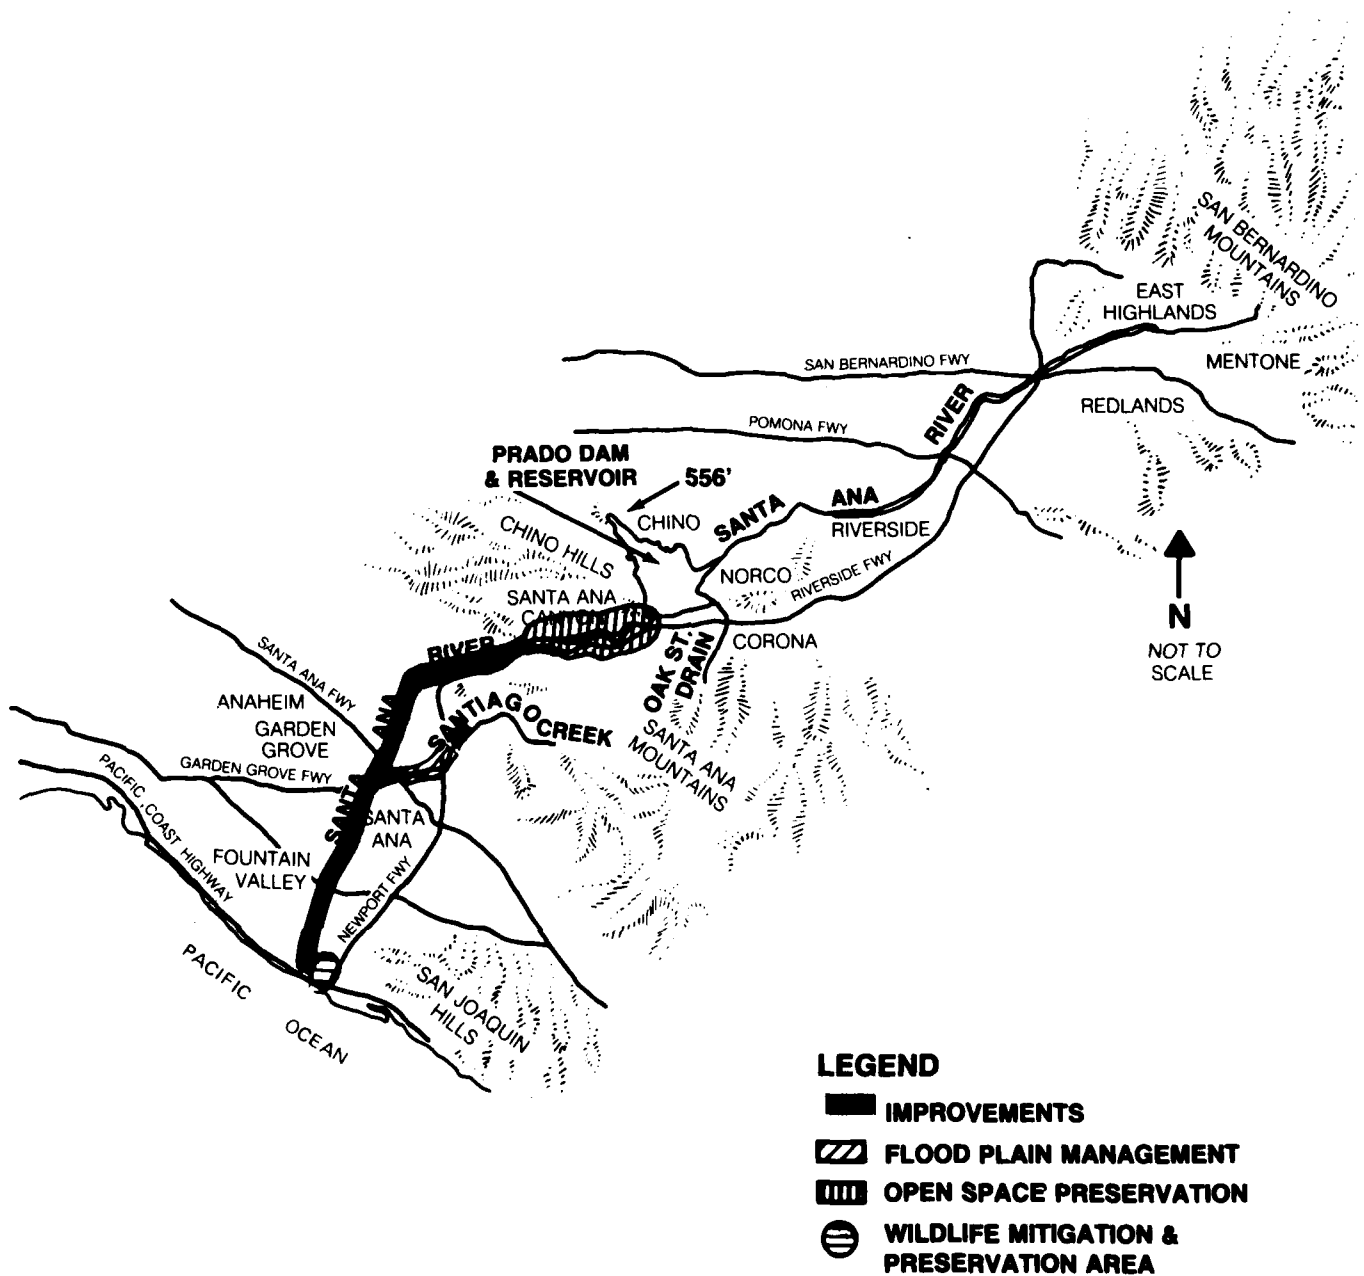 SAN BERNARDINO
MOUNTAINS
EAST
HIGHLANDS
MENTONE
SAN BERNARDINO FWY
REDLANDS
RIVER
POMONA FWY
PRADO DAM
& RESERVOIR
556'
SANTA
ANA
CHINO
RIVERSIDE
CHINO HILLS
NORCO
RIVERSIDE FWY
SANTA ANA
CANYON
N
NOT TO
SCALE
CORONA
OAK ST.
DRAIN
RIVER
SANTA ANA FWY
ANAHEIM
GARDEN
GROVE
ANA
SANTIAGO
CREEK
SANTA ANA
MOUNTAINS
GARDEN GROVE FWY
PACIFIC COAST HIGHWAY
SANTA
SANTA
ANA
FOUNTAIN
VALLEY
NEWPORT FWY
PACIFIC
OCEAN
SAN JOAQUIN
HILLS
LEGEND
IMPROVEMENTS
FLOOD PLAIN MANAGEMENT
OPEN SPACE PRESERVATION
WILDLIFE MITIGATION &
PRESERVATION AREA